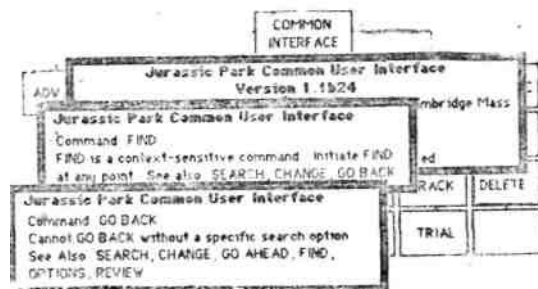 COMMON
INTERFACE
ADV
Jurassic Park Common User Interface
Version 1.1b24
mbridge Mass
Jurassic Park Common User Interface
Command: FIND
FIND is a context-sensitive command. Initiate FIND
at any point. See also: SEARCH, CHANGE, GO BACK
ed
RACK
DELETE
TRIAL
Jurassic Park Common User Interface
Command: GO BACK
Cannot GO BACK without a specific search option
See Also: SEARCH, CHANGE, GO AHEAD, FIND,
OPTIONS, REVIEW